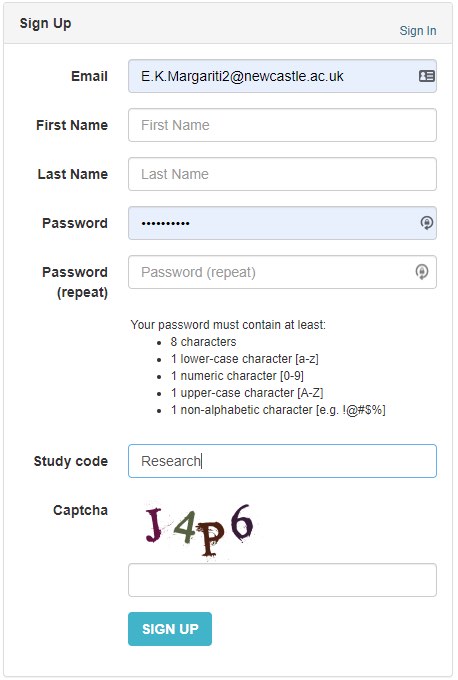 Sign Up
Sign In
Email
E.K.Margariti2@newcastle.ac.uk
First Name
First Name
Last Name
Last Name
Password
••••••••••
Password
(repeat)
Password (repeat)
Your password must contain at least:
• 8 characters
• 1 lower-case character [a-z]
• 1 numeric character [0-9]
• 1 upper-case character [A-Z]
• 1 non-alphabetic character [e.g. !@#$%]
Study code
Research
Captcha
J4P6
SIGN UP